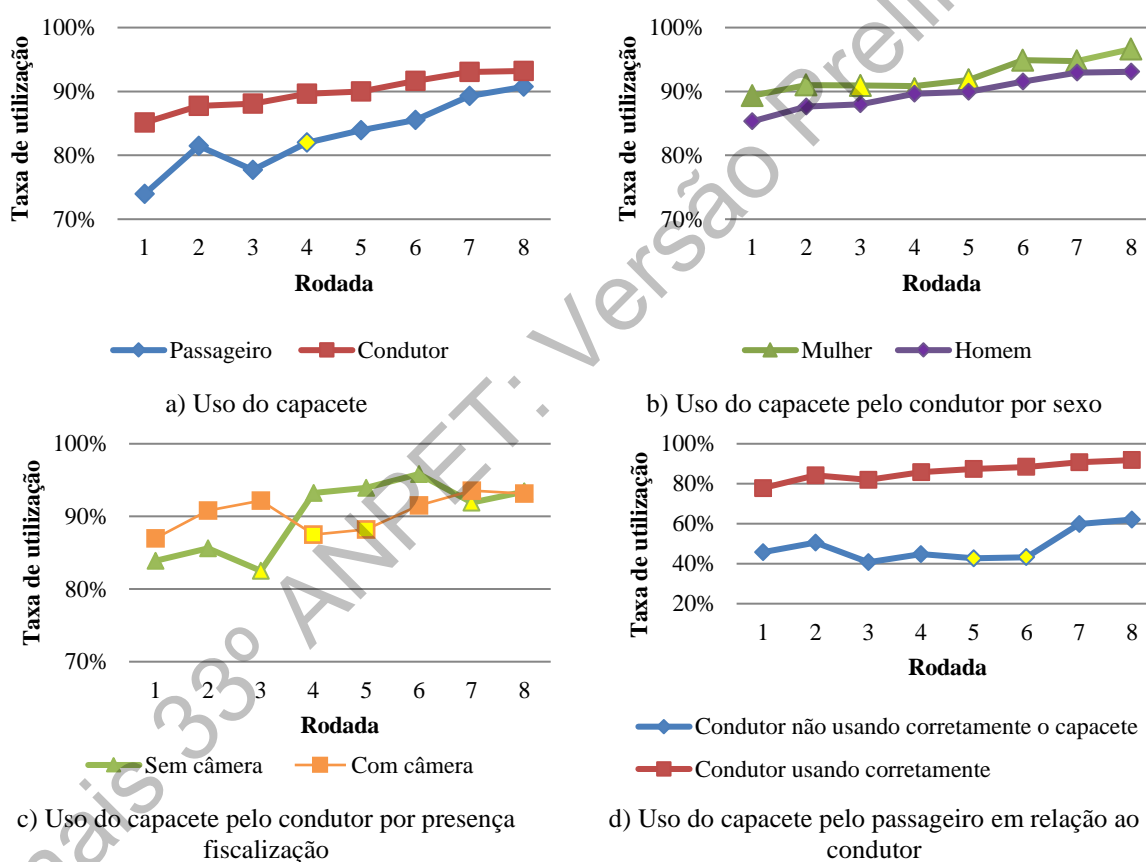 100%
90%
80%
70%
Taxa de utilização
1 2 3 4 5 6 7 8
Rodada
Passageiro Condutor
a) Uso do capacete
100%
90%
80%
70%
Taxa de utilização
1 2 3 4 5 6 7 8
Rodada
Mulher Homem
b) Uso do capacete pelo condutor por sexo
100%
90%
80%
70%
Taxa de utilização
1 2 3 4 5 6 7 8
Rodada
Sem câmera Com câmera
c) Uso do capacete pelo condutor por presença
fiscalização
100%
80%
60%
40%
20%
Taxa de utilização
1 2 3 4 5 6 7 8
Rodada
Condutor não usando corretamente o capacete
Condutor usando corretamente
d) Uso do capacete pelo passageiro em relação ao
condutor
33º ANPET: Versão